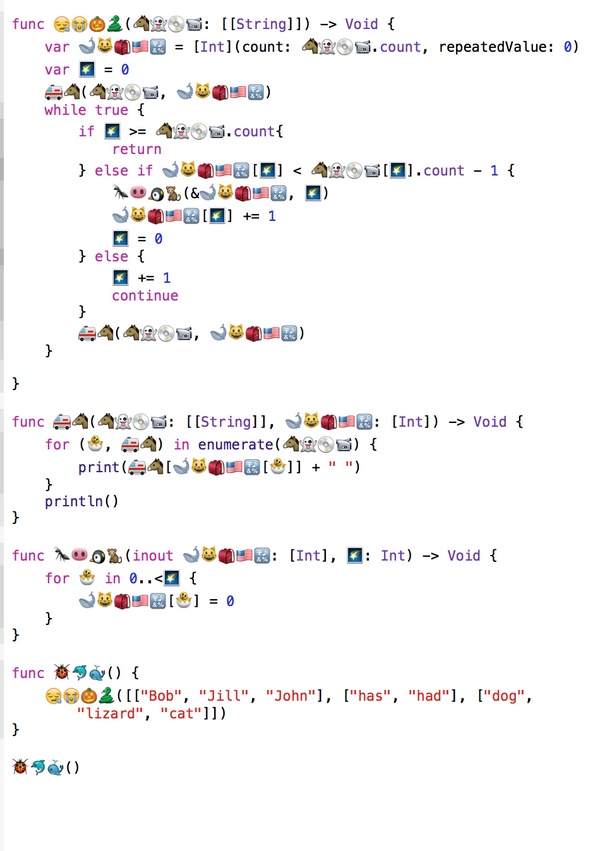 func 😪😭🎃🐍(🐴👻💿📹: [[String]]) -> Void {
var 🐋😺🎒🇺🇸🔣 = [Int](count: 🐴👻💿📹.count, repeatedValue: 0)
var 🌠 = 0
🚑🐴(🐴👻💿📹, 🐋😺🎒🇺🇸🔣)
while true {
if 🌠 >= 🐴👻💿📹.count{
return
} else if 🐋😺🎒🇺🇸🔣[🌠] < 🐴👻💿📹[🌠].count - 1 {
🐜🐽🐧🐒(&🐋😺🎒🇺🇸🔣, 🌠)
🐋😺🎒🇺🇸🔣[🌠] += 1
🌠 = 0
} else {
🌠 += 1
continue
}
🚑🐴(🐴👻💿📹, 🐋😺🎒🇺🇸🔣)
}
}
func 🚑🐴(🐴👻💿📹: [[String]], 🐋😺🎒🇺🇸🔣: [Int]) -> Void {
for (🐣, 🚑🐴) in enumerate(🐴👻💿📹) {
print(🚑🐴[🐋😺🎒🇺🇸🔣[🐣]] + " ")
}
println()
}
func 🐜🐽🐧🐒(inout 🐋😺🎒🇺🇸🔣: [Int], 🌠: Int) -> Void {
for 🐣 in 0..<🌠 {
🐋😺🎒🇺🇸🔣[🐣] = 0
}
}
func 🐞🐬🐳() {
😪😭🎃🐍([["Bob", "Jill", "John"], ["has", "had"], ["dog",
"lizard", "cat"]])
}
🐞🐬🐳()